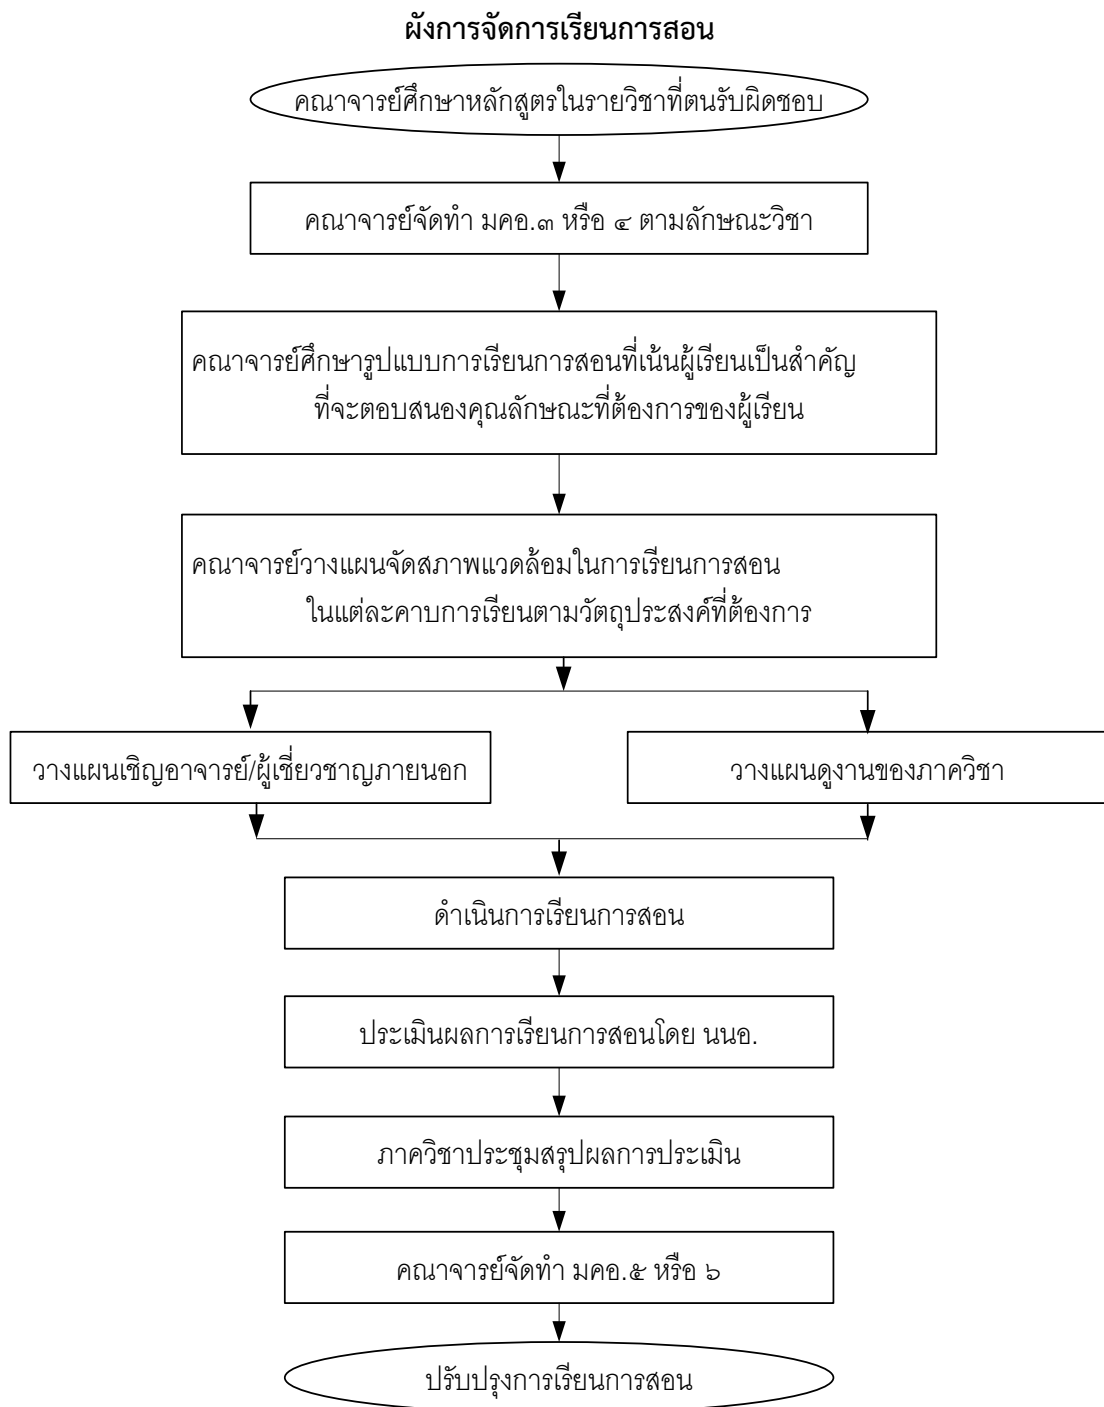 ผังการจัดการเรียนการสอน
คณาจารย์ศึกษาหลักสูตรในรายวิชาที่ตนรับผิดชอบ
คณาจารย์จัดทำ มคอ.๓ หรือ ๔ ตามลักษณะวิชา
คณาจารย์ศึกษารูปแบบการเรียนการสอนที่เน้นผู้เรียนเป็นสำคัญ
ที่จะตอบสนองคุณลักษณะที่ต้องการของผู้เรียน
คณาจารย์วางแผนจัดสภาพแวดล้อมในการเรียนการสอน
ในแต่ละคาบการเรียนตามวัตถุประสงค์ที่ต้องการ
วางแผนเชิญอาจารย์/ผู้เชี่ยวชาญภายนอก
วางแผนดูงานของภาควิชา
ดำเนินการเรียนการสอน
ประเมินผลการเรียนการสอนโดย นนอ.
ภาควิชาประชุมสรุปผลการประเมิน
คณาจารย์จัดทำ มคอ.๕ หรือ ๖
ปรับปรุงการเรียนการสอน